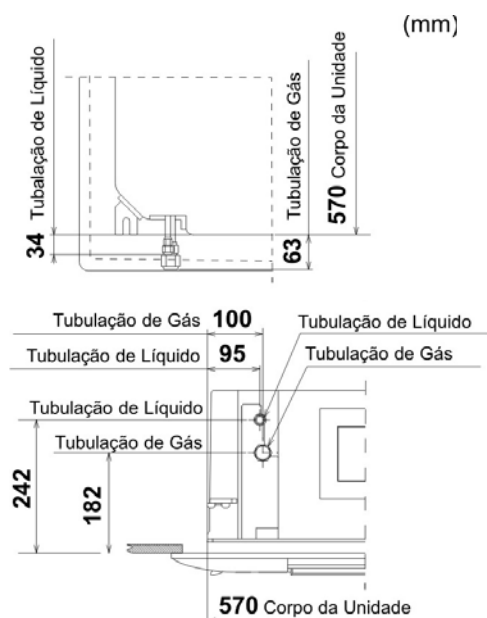 (mm)
34 Tubalação de Líquido
63 Tubulação de Gás
570 Corpo da Unidade
Tubulação de Gás 100
Tubulação de Líquido
Tubulação de Líquido 95
Tubulação de Gás
Tubulação de Líquido
Tubulação de Gás
242
182
570 Corpo da Unidade